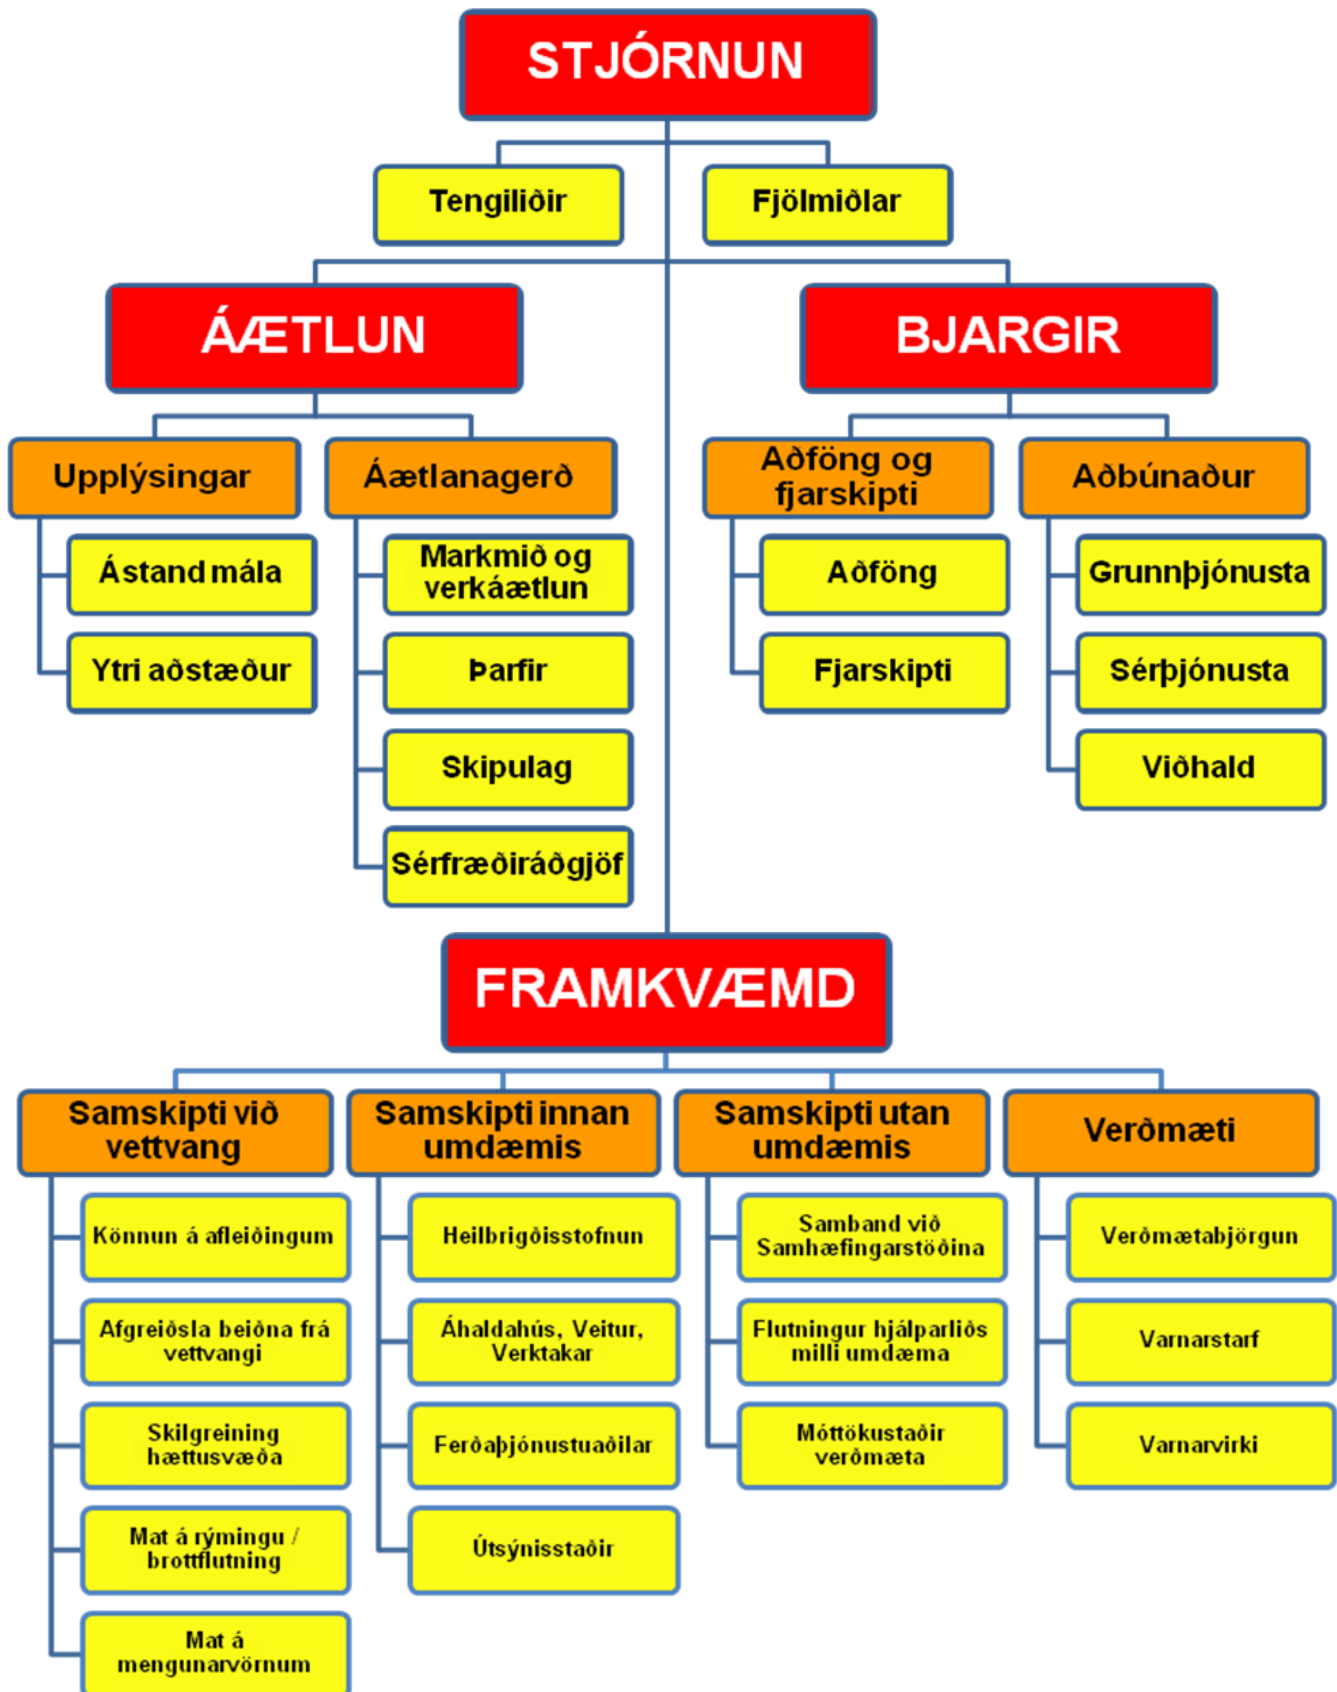 STJÓRNUN
Tengiliðir
Fjölmiðlar
ÁÆTLUN
BJARGIR
Upplýsingar
Áætlanagerð
Aðföng og
fjarskipti
Aðbúnaður
Ástand mála
Ytri aðstæður
Markmið og
verkáætlun
Þarfir
Skipulag
Sérfræðiráðgjöf
Aðföng
Fjarskipti
Grunnþjónusta
Sérþjónusta
Viðhald
FRAMKVÆMD
Samskipti við
vettvang
Könnun á afleiðingum
Afgreiðsla beiðna frá
vettvangi
Skilgreining
hættusvæða
Mat á rýmingu /
brottflutning
Mat á
mengunarvörnum
Samskipti innan
umdæmis
Heilbrigðisstofnun
Áhaldahús, Veitur,
Verktakar
Ferðaþjónustuaðilar
Útsýnisstaðir
Samskipti utan
umdæmis
Samband við
Samhæfingarstöðina
Flutningur hjálparliðs
milli umdæma
Móttökustaðir
verðmæta
Verðmæti
Verðmætabjörgun
Varnarstarf
Varnarvirki